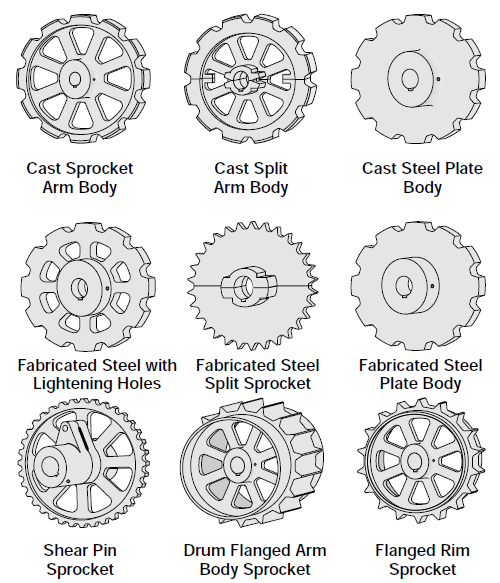 Cast Sprocket
Arm Body
Cast Split
Arm Body
Cast Steel Plate
Body
Fabricated Steel with
Lightening Holes
Fabricated Steel
Split Sprocket
Fabricated Steel
Plate Body
Shear Pin
Sprocket
Drum Flanged Arm
Body Sprocket
Flanged Rim
Sprocket